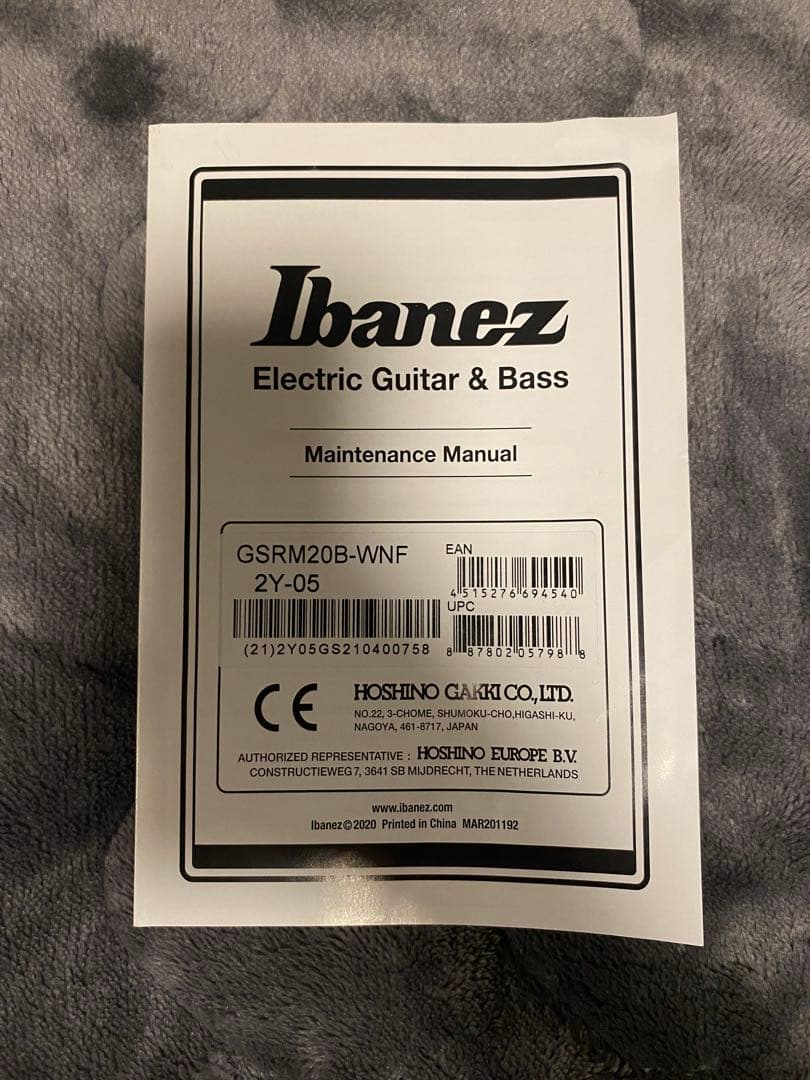 Ibanez
Electric Guitar & Bass
Maintenance Manual
GSRM20B-WNF
2Y-05
(21)2Y05GS210400758
EAN
4 515276 694540
UPC
8 87802 05798 8
CE
HOSHINO GAKKI CO., LTD.
NO.22, 3-CHOME, SHUMOKU-CHO,HIGASHI-KU,
NAGOYA, 461-8717, JAPAN
AUTHORIZED REPRESENTATIVE : HOSHINO EUROPE B.V.
CONSTRUCTIEWEG 7, 3641 SB MIJDRECHT, THE NETHERLANDS
www.ibanez.com
Ibanez©2020 Printed in China MAR201192